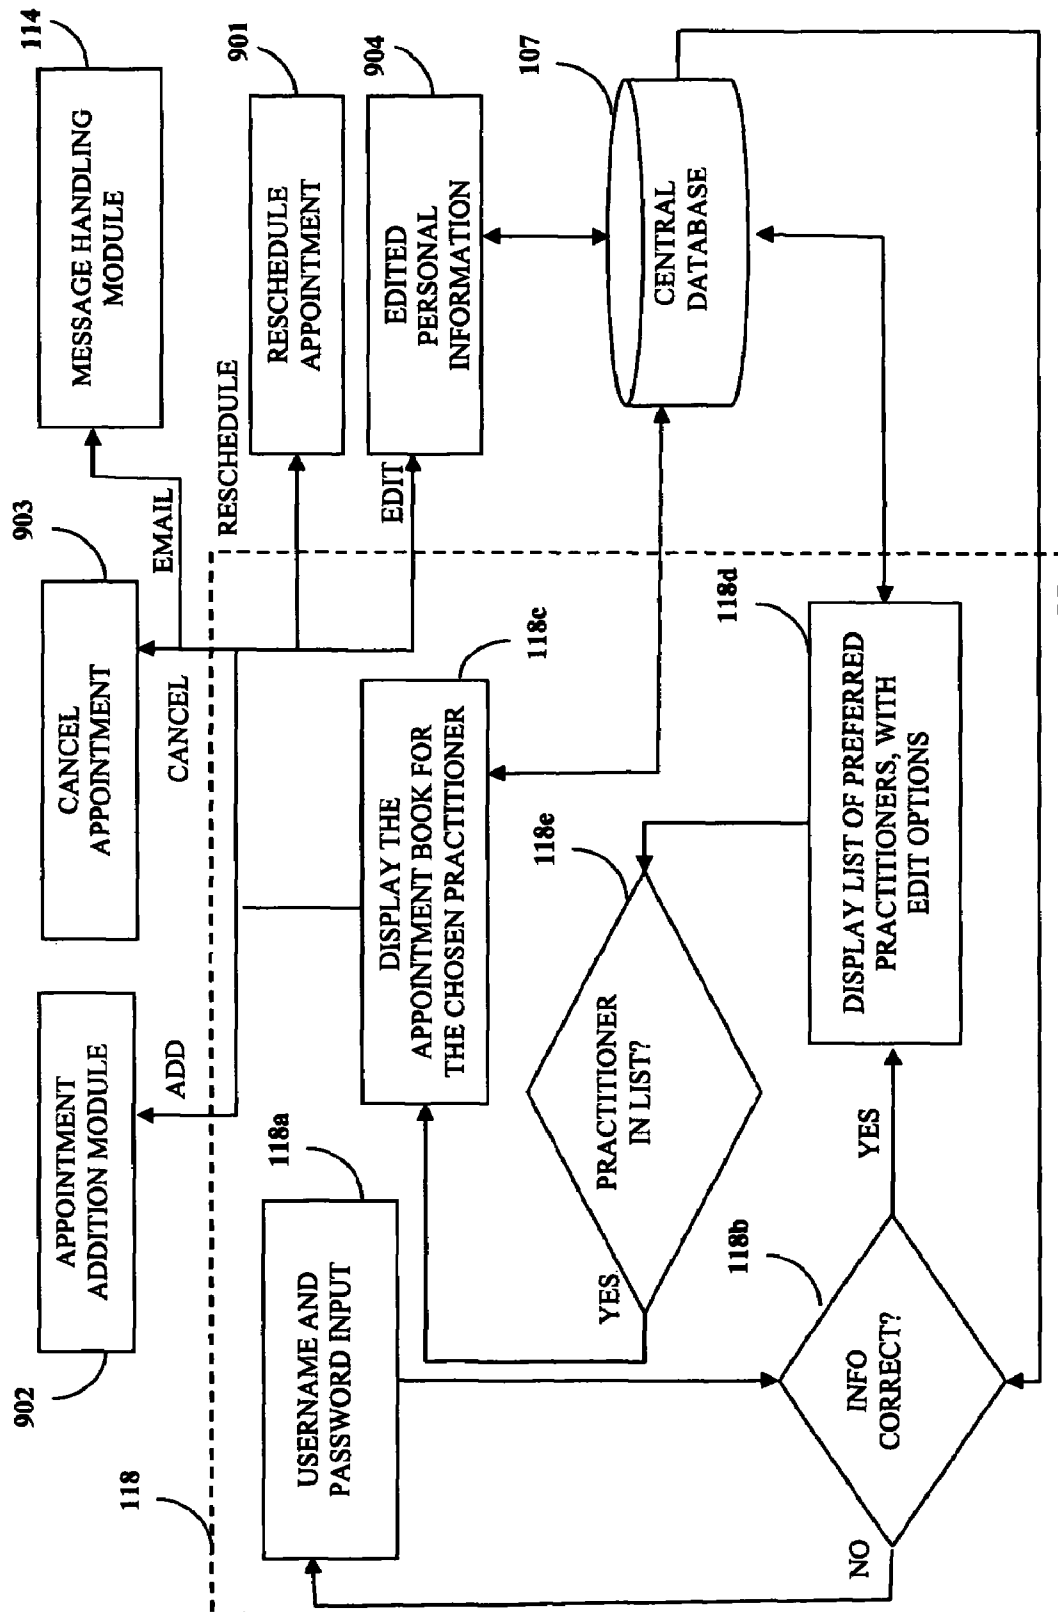 902
APPOINTMENT
ADDITION MODULE
ADD
903
CANCEL
APPOINTMENT
CANCEL
EMAIL
114
MESSAGE HANDLING
MODULE
118
118a
USERNAME AND
PASSWORD INPUT
118c
DISPLAY THE
APPOINTMENT BOOK FOR
THE CHOSEN PRACTITIONER
RESCHEDULE
901
RESCHEDULE
APPOINTMENT
EDIT
904
EDITED
PERSONAL
INFORMATION
YES
118e
PRACTITIONER
IN LIST?
107
CENTRAL
DATABASE
NO
118b
INFO
CORRECT?
YES
118d
DISPLAY LIST OF PREFERRED
PRACTITIONERS, WITH
EDIT OPTIONS